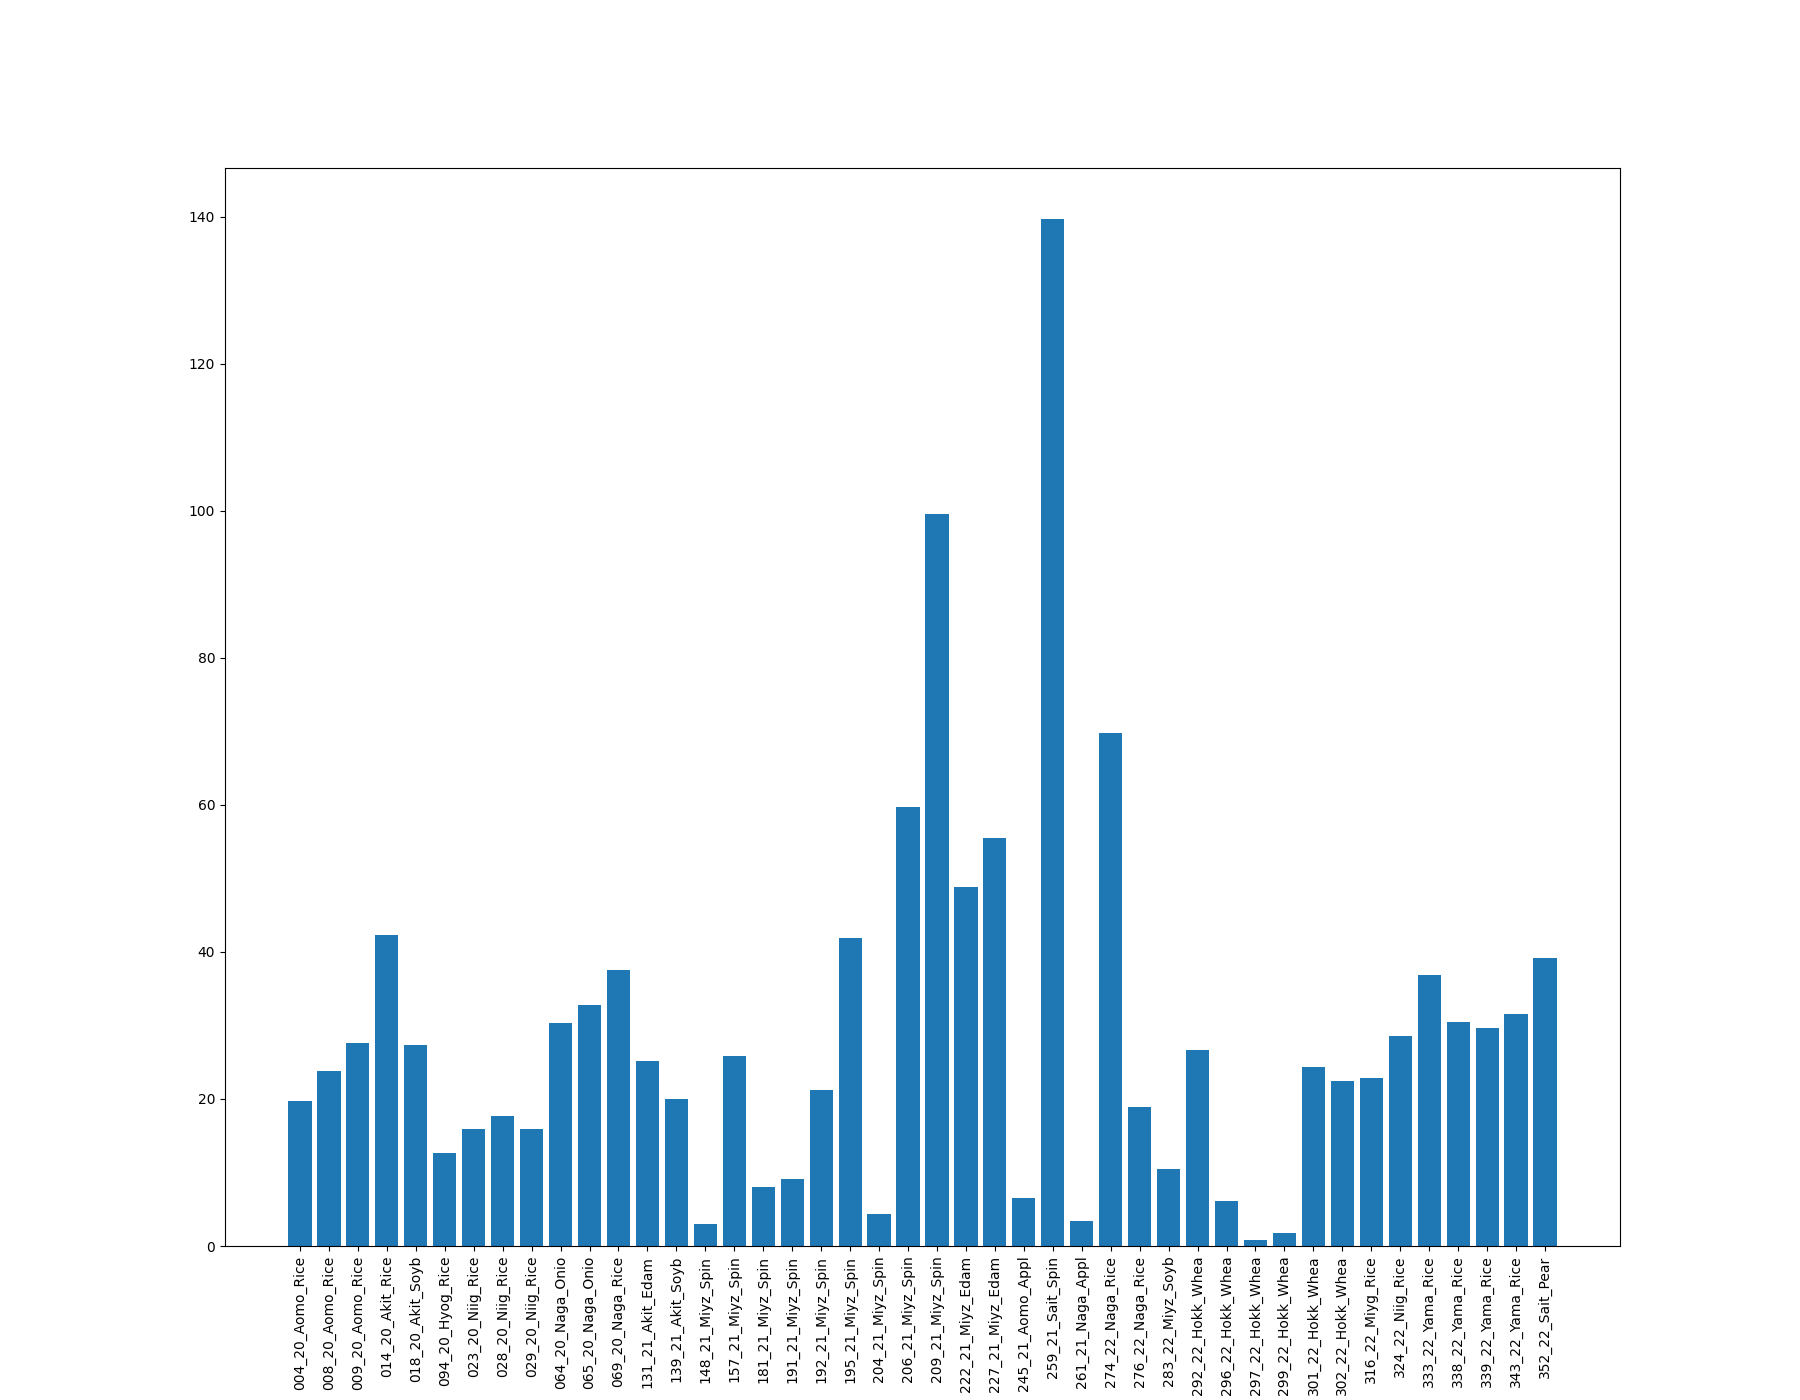 140
120
100
80
60
40
20
0
004_20_Aomo_Rice
008_20_Aomo_Rice
009_20_Aomo_Rice
014_20_Akit_Rice
018_20_Akit_Soyb
094_20_Hyog_Rice
023_20_Niig_Rice
028_20_Niig_Rice
029_20_Niig_Rice
064_20_Naga_Onio
065_20_Naga_Onio
069_20_Naga_Rice
131_21_Akit_Edam
139_21_Akit_Soyb
148_21_Miyz_Spin
157_21_Miyz_Spin
181_21_Miyz_Spin
191_21_Miyz_Spin
192_21_Miyz_Spin
195_21_Miyz_Spin
204_21_Miyz_Spin
206_21_Miyz_Spin
209_21_Miyz_Spin
222_21_Miyz_Edam
227_21_Miyz_Edam
245_21_Aomo_Appl
259_21_Sait_Spin
261_21_Naga_Appl
274_22_Naga_Rice
276_22_Naga_Rice
283_22_Miyz_Soyb
292_22_Hokk_Whea
296_22_Hokk_Whea
297_22_Hokk_Whea
299_22_Hokk_Whea
301_22_Hokk_Whea
302_22_Hokk_Whea
316_22_Miyg_Rice
324_22_Niig_Rice
333_22_Yama_Rice
338_22_Yama_Rice
339_22_Yama_Rice
343_22_Yama_Rice
352_22_Sait_Pear